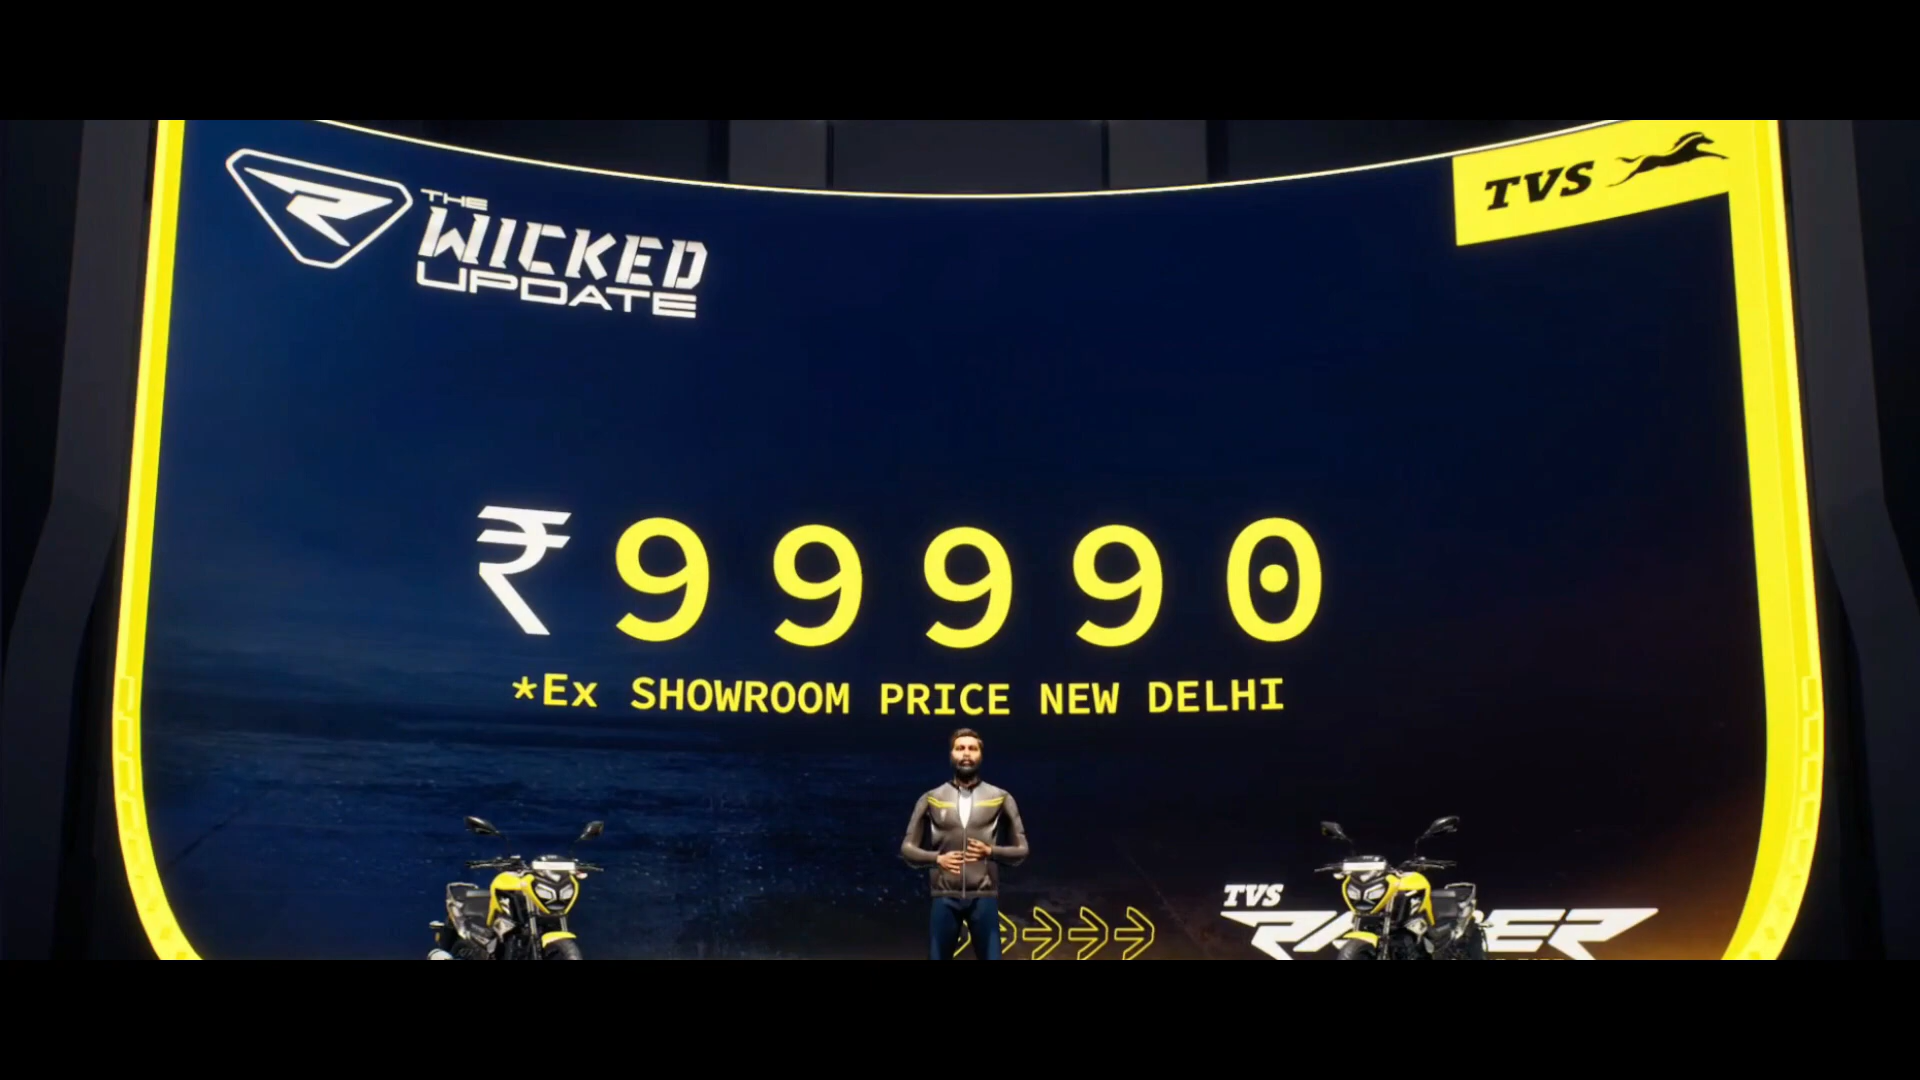 THE
WICKED
UPDATE
TVS
₹99990
*Ex SHOWROOM PRICE NEW DELHI
TVS